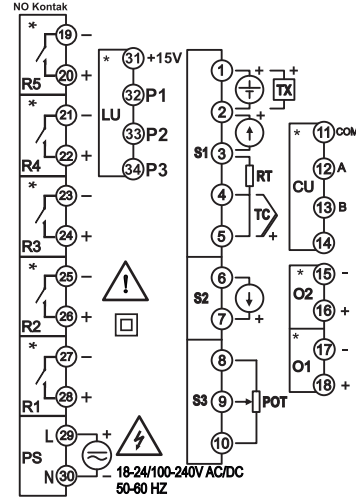 NO Kontak
* 19 −
R5 20 +
* 21 −
R4 22 +
* 23 −
R3 24 +
* 25 −
R2 26 +
* 27 −
R1 28 +
L 29 +
PS
N 30 −
18-24/100-240V AC/DC
50-60 HZ
* 31 +15V
32 P1
LU
33 P2
34 P3
1 + +
TX
2 − −
+
S1 3 −
RT
4 −
TC
5 +
6 −
S2
7 +
8
S3 9 POT
10
* 11 COM
12 A
CU
13 B
14
* 15 −
O2
16 +
* 17 −
O1
18 +